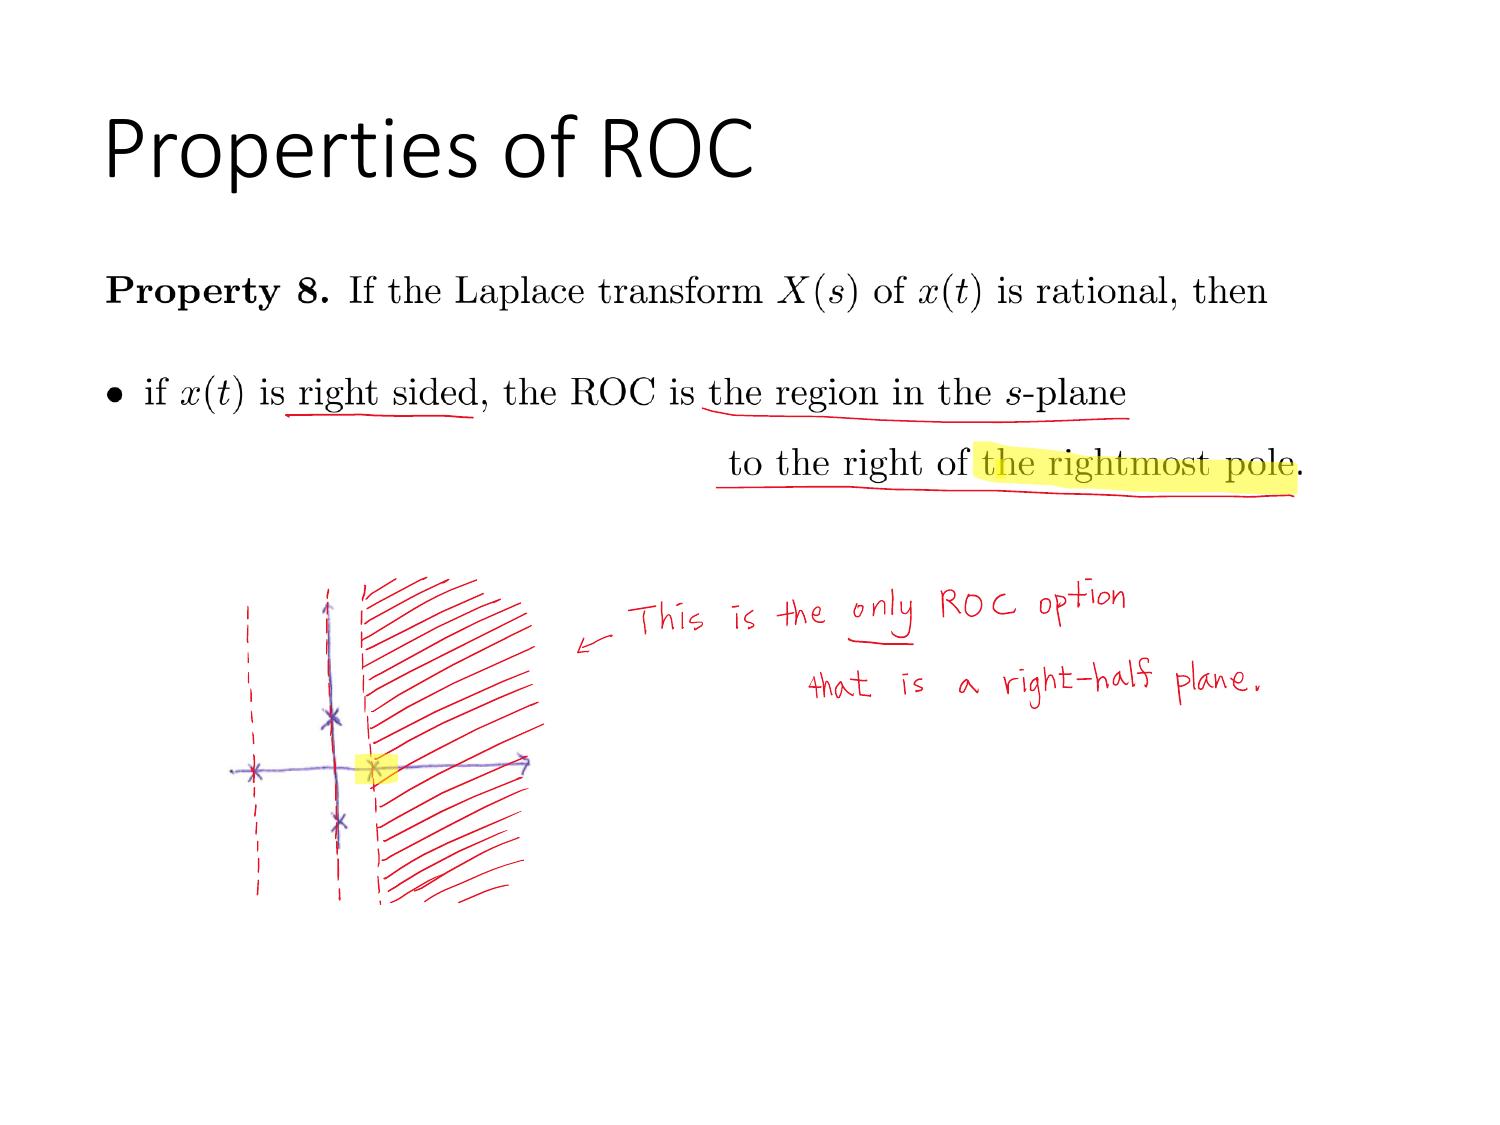 Properties of ROC
Property 8. If the Laplace transform X(s) of x(t) is rational, then
• if x(t) is right sided, the ROC is the region in the s-plane
to the right of the rightmost pole.
← This is the only ROC option
that is a right-half plane.